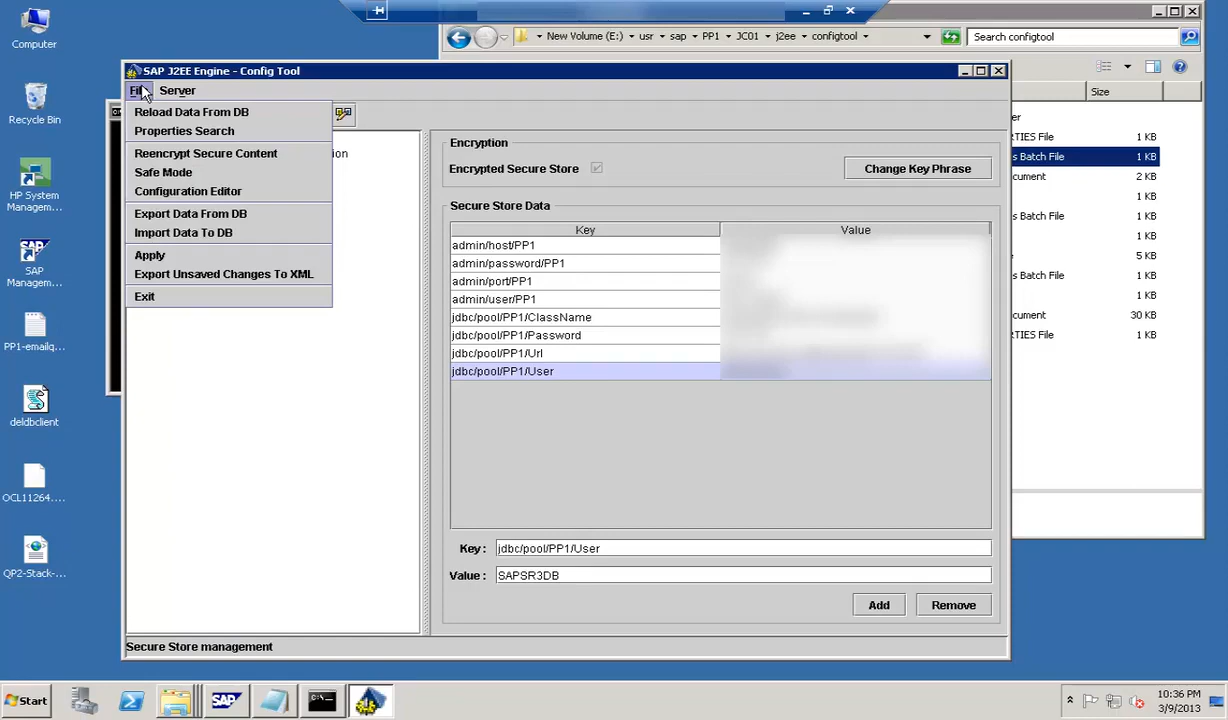 Computer
Recycle Bin
HP System
Managem...
SAP
Managem...
PP1-emailq...
deldbclient
OCL11264....
QP2-Stack-...
New Volume (E:) usr sap PP1 JC01 j2ee configtool
Search configtool
Size
SAP J2EE Engine - Config Tool
File Server
Reload Data From DB
Properties Search
Reencrypt Secure Content
Safe Mode
Configuration Editor
Export Data From DB
Import Data To DB
Apply
Export Unsaved Changes To XML
Exit
Encryption
Encrypted Secure Store
Change Key Phrase
Secure Store Data
Key Value
admin/host/PP1
admin/password/PP1
admin/port/PP1
admin/user/PP1
jdbc/pool/PP1/ClassName
jdbc/pool/PP1/Password
jdbc/pool/PP1/Url
jdbc/pool/PP1/User
Key : jdbc/pool/PP1/User
Value : SAPSR3DB
Add Remove
Secure Store management
1 KB
s Batch File 1 KB
2 KB
1 KB
s Batch File 1 KB
e 5 KB
s Batch File 1 KB
1 KB
30 KB
1 KB
Start
SAP
10:36 PM
3/9/2013